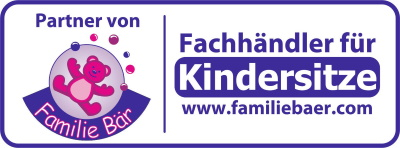 Partner von
Familie Bär
Fachhändler für
Kindersitze
www.familiebaer.com